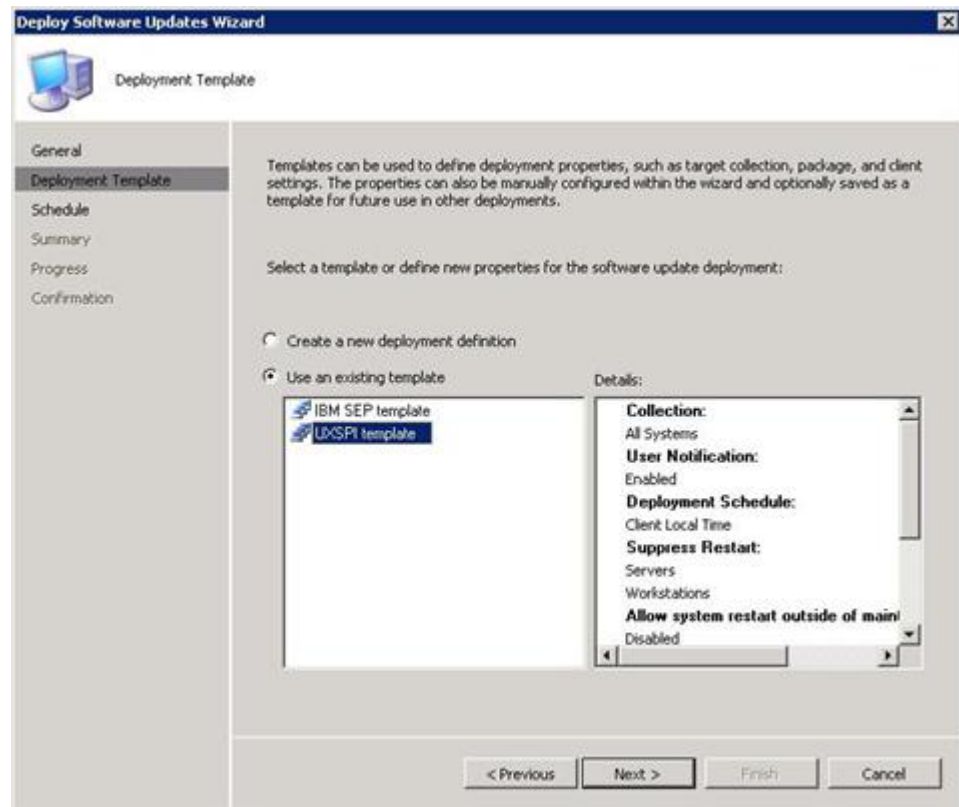 Deploy Software Updates Wizard
Deployment Template
General
Deployment Template
Schedule
Summary
Progress
Confirmation
Templates can be used to define deployment properties, such as target collection, package, and client
settings. The properties can also be manually configured within the wizard and optionally saved as a
template for future use in other deployments.
Select a template or define new properties for the software update deployment:
Create a new deployment definition
Use an existing template
IBM SEP template
UXSPI template
Details:
Collection:
All Systems
User Notification:
Enabled
Deployment Schedule:
Client Local Time
Suppress Restart:
Servers
Workstations
Allow system restart outside of maint
Disabled
< Previous
Next >
Finish
Cancel